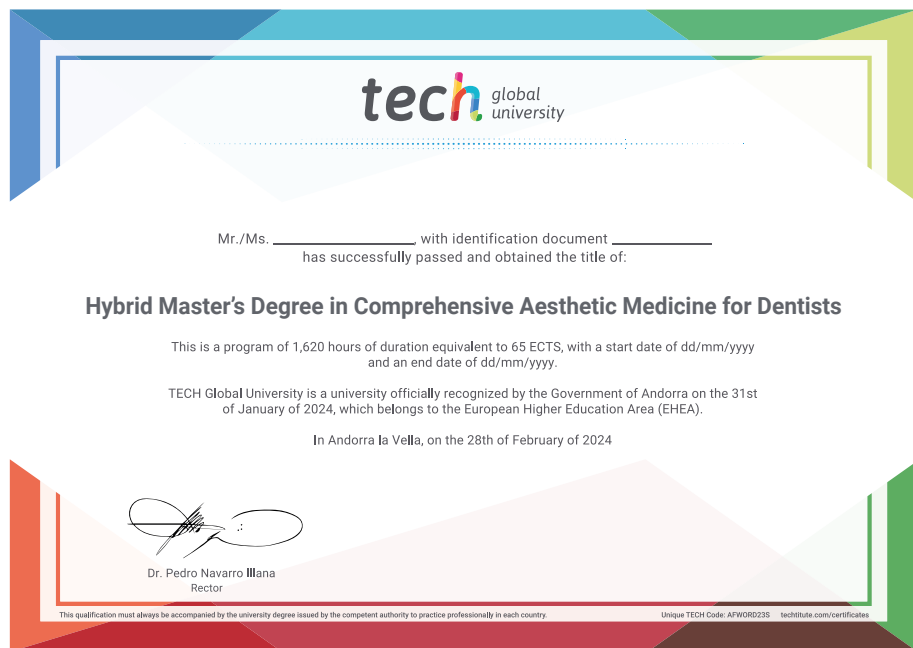 tech global university
Mr./Ms. ________________, with identification document ____________
has successfully passed and obtained the title of:
Hybrid Master's Degree in Comprehensive Aesthetic Medicine for Dentists
This is a program of 1,620 hours of duration equivalent to 65 ECTS, with a start date of dd/mm/yyyy
and an end date of dd/mm/yyyy.
TECH Global University is a university officially recognized by the Government of Andorra on the 31st
of January of 2024, which belongs to the European Higher Education Area (EHEA).
In Andorra la Vella, on the 28th of February of 2024
Dr. Pedro Navarro Illana
Rector
This qualification must always be accompanied by the university degree issued by the competent authority to practice professionally in each country.
Unique TECH Code: AFWORD23S techtitute.com/certificates